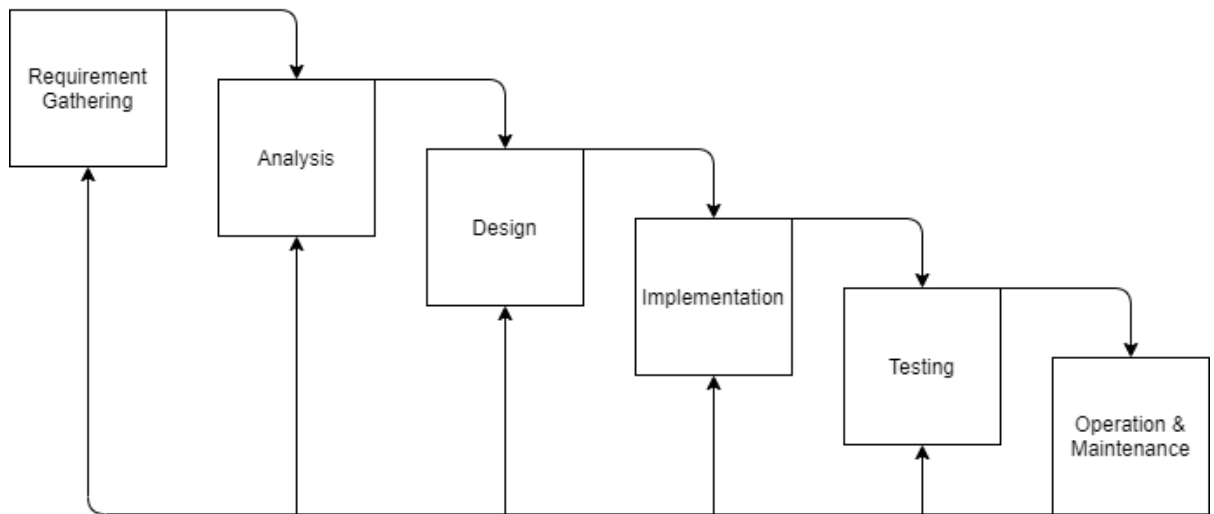 Requirement
Gathering
Analysis
Design
Implementation
Testing
Operation &
Maintenance